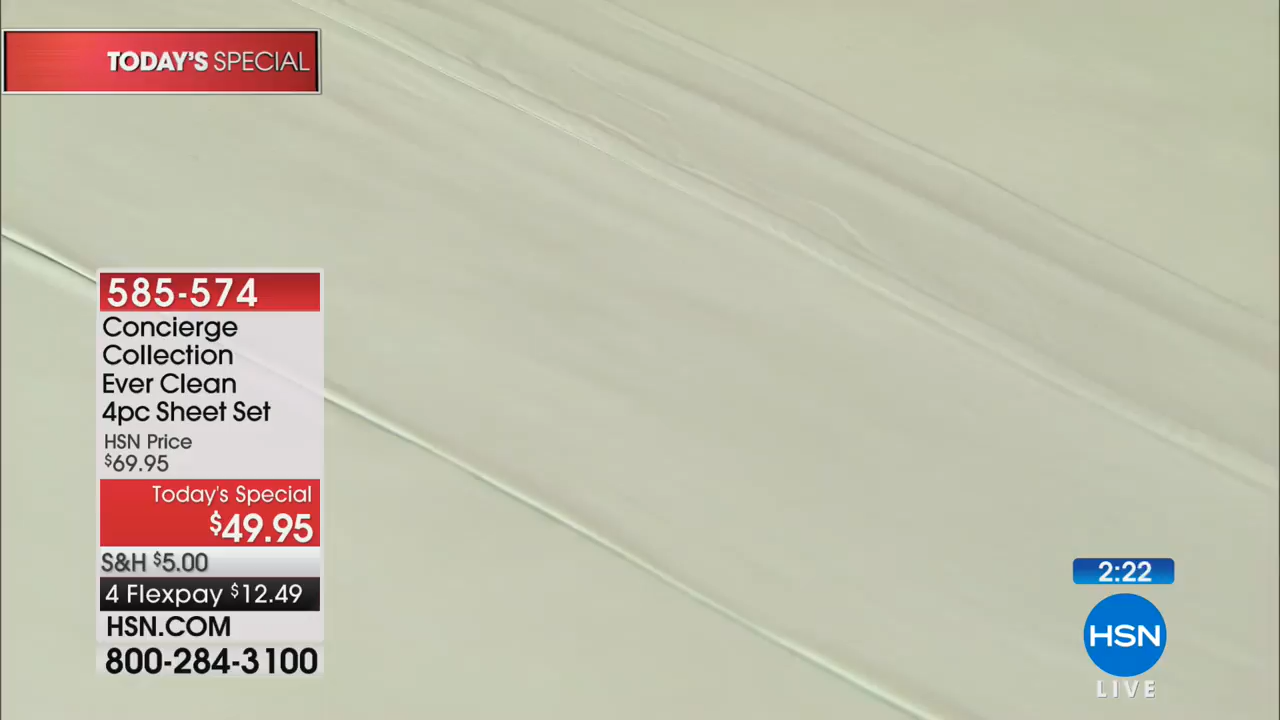 TODAY'S SPECIAL
585-574
Concierge
Collection
Ever Clean
4pc Sheet Set
HSN Price
$69.95
Today's Special
$49.95
S&H $5.00
4 Flexpay $12.49
HSN.COM
800-284-3100
2:22
HSN
LIVE